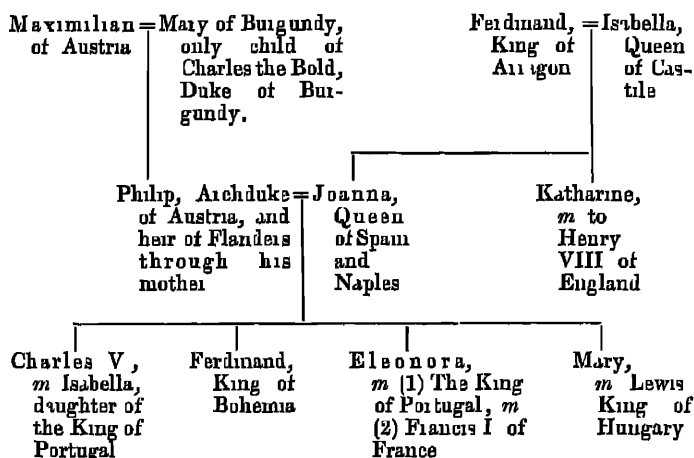 Maximilian = Mary of Burgundy,
of Austria
only child of
Charles the Bold,
Duke of Bur-
gundy.
Ferdinand, = Isabella,
King of
Arragon
Queen
of Cas-
tile
Philip, Archduke = Joanna,
of Austria, and
heir of Flanders
through his
mother
Queen
of Spain
and
Naples
Katharine,
m to
Henry
VIII of
England
Charles V,
m Isabella,
daughter of
the King of
Portugal
Ferdinand,
King of
Bohemia
Eleonora,
m (1) The King
of Portugal, m
(2) Francis I of
France
Mary,
m Lewis
King of
Hungary